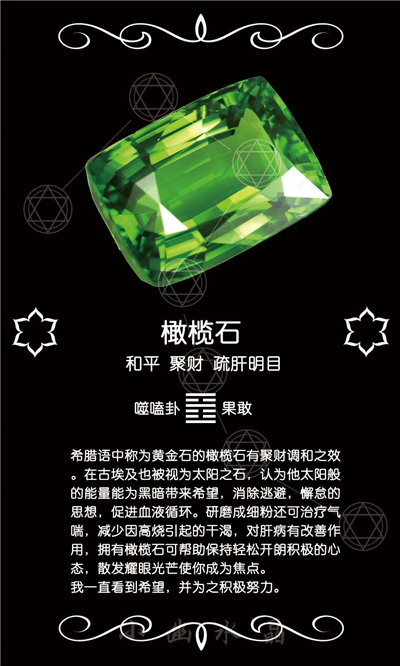 橄榄石
和平 聚财 疏肝明目
噬嗑卦 果敢
希腊语中称为黄金石的橄榄石有聚财调和之效
。在古埃及也被视为太阳之石，认为他太阳般
的能量能为黑暗带来希望，消除逃避，懈怠的
思想，促进血液循环。研磨成细粉还可治疗气
喘，减少因高烧引起的干渴，对肝病有改善作
用，拥有橄榄石可帮助保持轻松开朗积极的心
态，散发耀眼光芒使你成为焦点。
我一直看到希望，并为之积极努力。